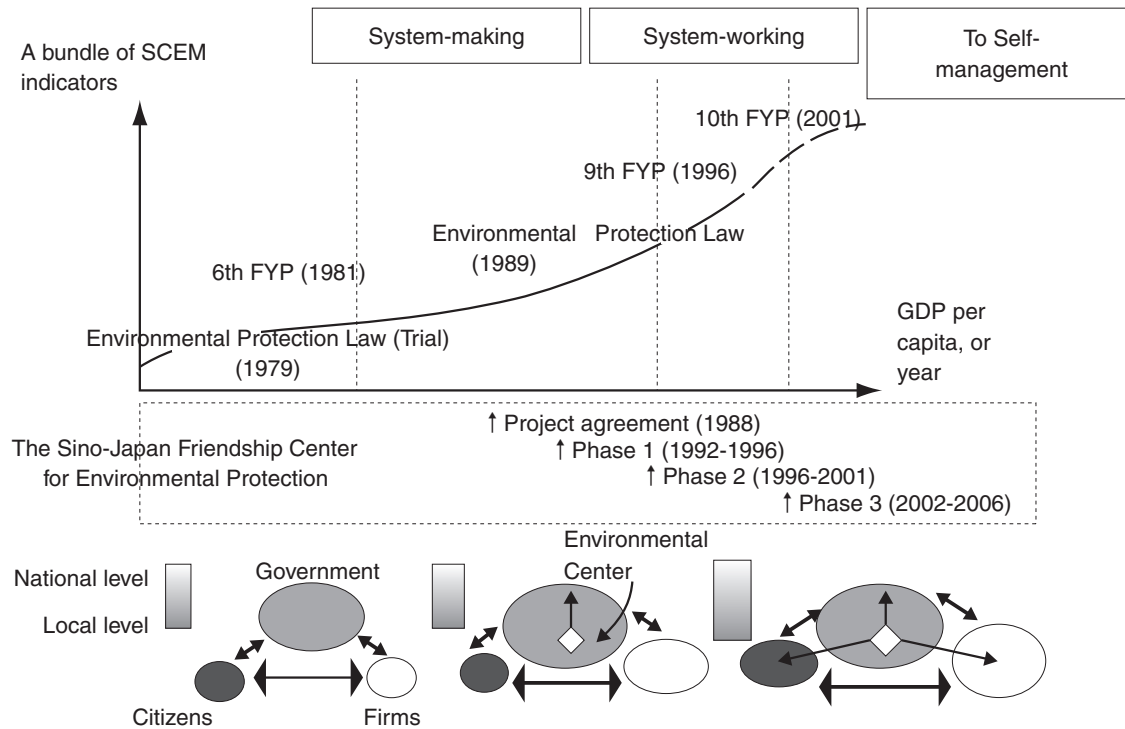 System-making
System-working
To Self-
management
A bundle of SCEM
indicators
10th FYP (2001)
9th FYP (1996)
Environmental Protection Law
(1989)
6th FYP (1981)
Environmental Protection Law (Trial)
(1979)
GDP per
capita, or
year
The Sino-Japan Friendship Center
for Environmental Protection
↑ Project agreement (1988)
↑ Phase 1 (1992-1996)
↑ Phase 2 (1996-2001)
↑ Phase 3 (2002-2006)
National level
Local level
Government
Environmental
Center
Citizens
Firms